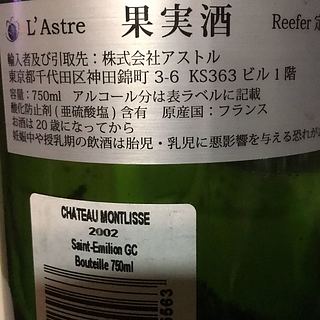 L'Astre 果実酒 Reefer 定
輸入者及び引取先：株式会社アストル
東京都千代田区神田錦町 3-6 KS363 ビル 1 階
容量：750ml アルコール分は表ラベルに記載
酸化防止剤 ( 亜硫酸塩 ) 含有 原産国：フランス
お酒は 20 歳になってから
妊娠中や授乳期の飲酒は胎児・乳児に悪影響を与える恐れが
CHATEAU MONTLISSE
2002
Saint-Emilion GC
Bouteille 750ml